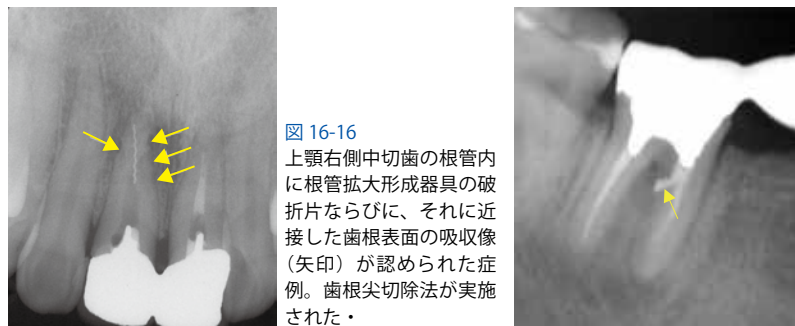 図 16-16
上顎右側中切歯の根管内
に根管拡大形成器具の破
折片ならびに、それに近
接した歯根表面の吸収像
（矢印）が認められた症
例。歯根尖切除法が実施
された・